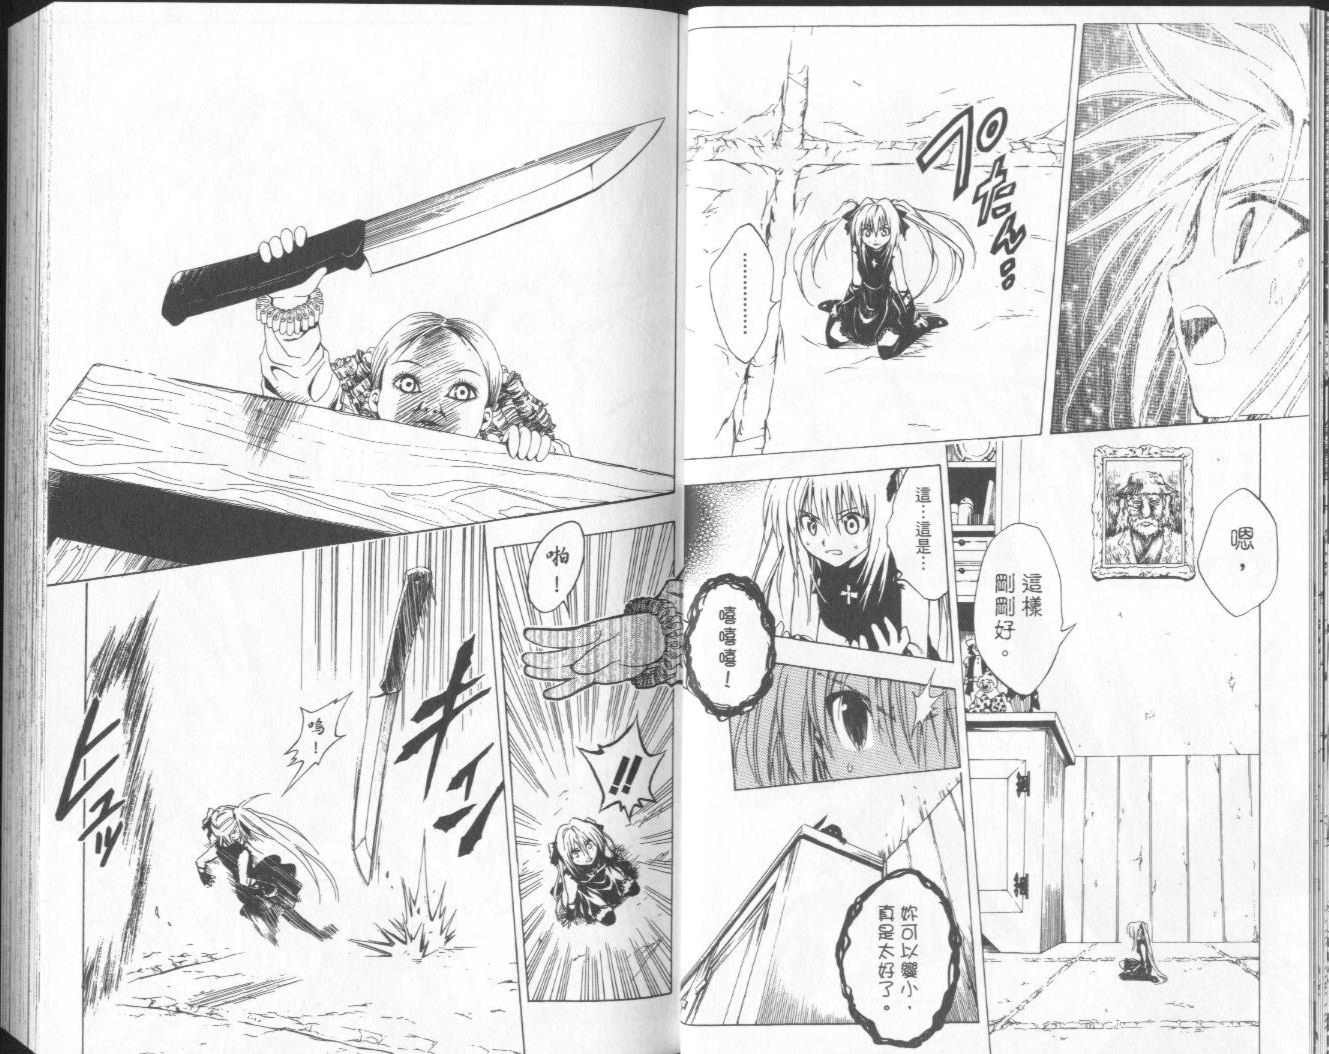 ペたん。
…………
嗯，
這樣
剛剛好。
這…這是…
嘻嘻嘻！
妳可以變小，
真是太好了。
啪！
!!
キィン
嗚！
ヒュッ